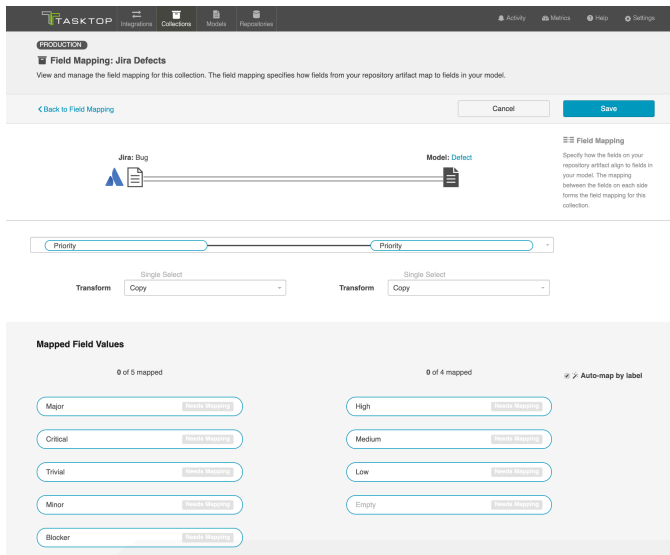 TASKTOP
Integrations
Collections
Models
Repositories
Activity
Metrics
Help
Settings
PRODUCTION
Field Mapping: Jira Defects
View and manage the field mapping for this collection. The field mapping specifies how fields from your repository artifact map to fields in your model.
Back to Field Mapping
Cancel
Save
Jira: Bug
Model: Defect
Field Mapping
Specify how the fields on your
repository artifact align to fields in
your model. The mapping
between the fields on each side
forms the field mapping for this
collection.
Priority
Priority
Single Select
Single Select
Transform Copy
Transform Copy
Mapped Field Values
0 of 5 mapped
0 of 4 mapped
Auto-map by label
Major Needs Mapping
High Needs Mapping
Critical Needs Mapping
Medium Needs Mapping
Trivial Needs Mapping
Low Needs Mapping
Minor Needs Mapping
Empty Needs Mapping
Blocker Needs Mapping